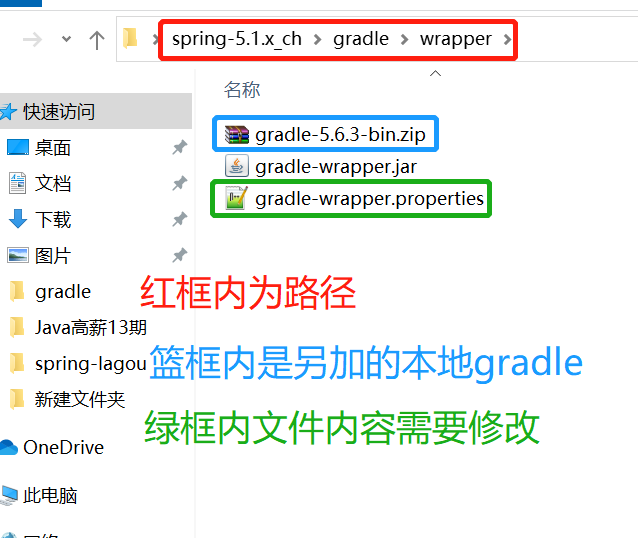 spring-5.1.x_ch > gradle > wrapper >
名称
快速访问
gradle-5.6.3-bin.zip
桌面
gradle-wrapper.jar
文档
gradle-wrapper.properties
下载
图片
gradle
红框内为路径
Java高薪13期
spring-lagou
篮框内是另加的本地gradle
新建文件夹
绿框内文件内容需要修改
OneDrive
此电脑
网络